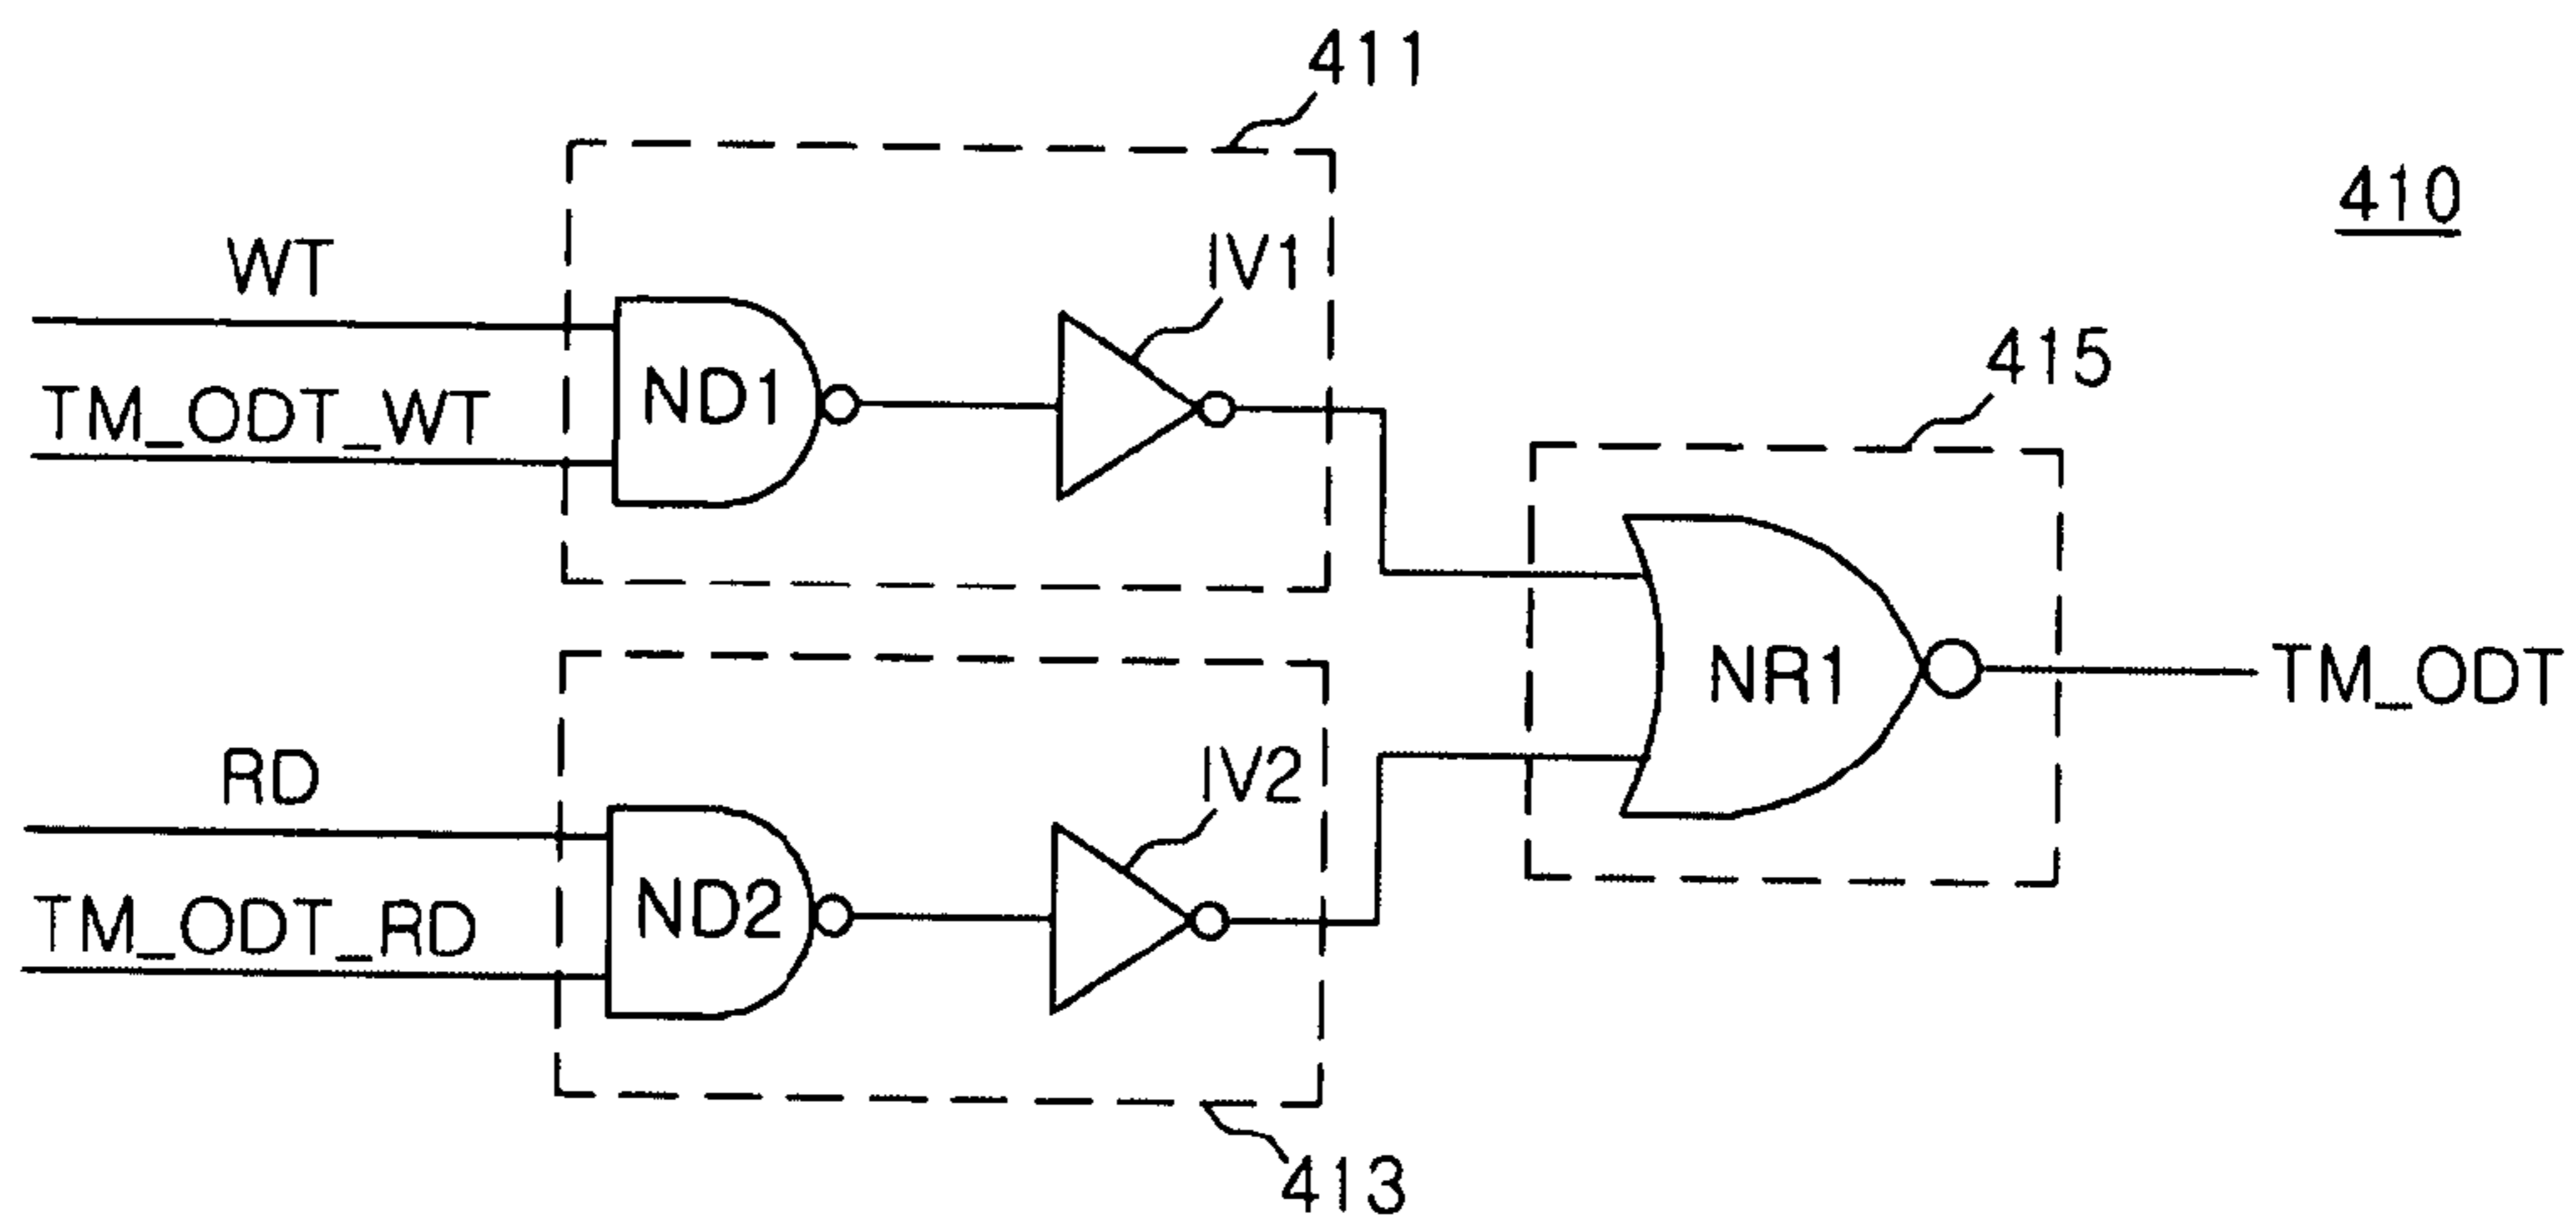 411
410
WT
IV1
ND1
TM_ODT_WT
415
NR1
TM_ODT
RD
IV2
ND2
TM_ODT_RD
413